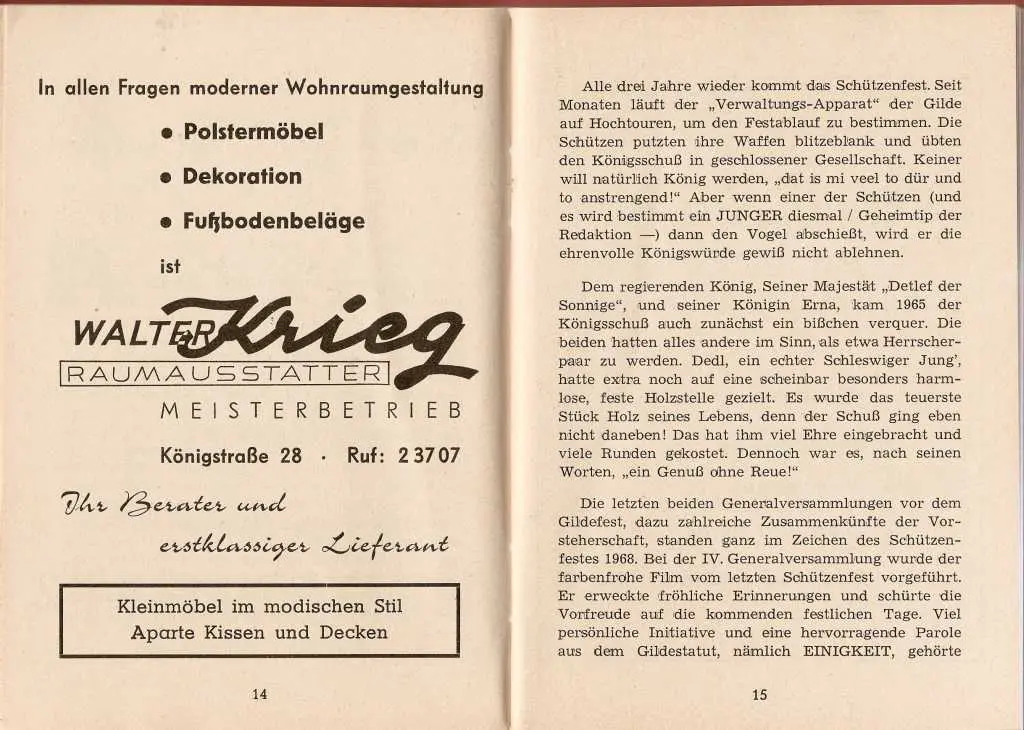 In allen Fragen moderner Wohnraumgestaltung
• Polstermöbel
• Dekoration
• Fußbodenbeläge
ist
WALTER Krieg
RAUMAUSSTATTER
MEISTERBETRIEB
Königstraße 28 · Ruf: 2 37 07
Ihr Berater und
erstklassiger Lieferant
Kleinmöbel im modischen Stil
Aparte Kissen und Decken
14
Alle drei Jahre wieder kommt das Schützenfest. Seit
Monaten läuft der „Verwaltungs-Apparat“ der Gilde
auf Hochtouren, um den Festablauf zu bestimmen. Die
Schützen putzten ihre Waffen blitzeblank und übten
den Königsschuß in geschlossener Gesellschaft. Keiner
will natürlich König werden, „dat is mi veel to dür und
to anstrengend!“ Aber wenn einer der Schützen (und
es wird bestimmt ein JUNGER diesmal / Geheimtip der
Redaktion —) dann den Vogel abschießt, wird er die
ehrenvolle Königswürde gewiß nicht ablehnen.
Dem regierenden König, Seiner Majestät „Detlef der
Sonnige“, und seiner Königin Erna, kam 1965 der
Königsschuß auch zunächst ein bißchen verquer. Die
beiden hatten alles andere im Sinn, als etwa Herrscher-
paar zu werden. Dedl, ein echter Schleswiger Jung’,
hatte extra noch auf eine scheinbar besonders harm-
lose, feste Holzstelle gezielt. Es wurde das teuerste
Stück Holz seines Lebens, denn der Schuß ging eben
nicht daneben! Das hat ihm viel Ehre eingebracht und
viele Runden gekostet. Dennoch war es, nach seinen
Worten, „ein Genuß ohne Reue!“
Die letzten beiden Generalversammlungen vor dem
Gildefest, dazu zahlreiche Zusammenkünfte der Vor-
steherschaft, standen ganz im Zeichen des Schützen-
festes 1968. Bei der IV. Generalversammlung wurde der
farbenfrohe Film vom letzten Schützenfest vorgeführt.
Er erweckte fröhliche Erinnerungen und schürte die
Vorfreude auf die kommenden festlichen Tage. Viel
persönliche Initiative und eine hervorragende Parole
aus dem Gildestatut, nämlich EINIGKEIT, gehörte
15